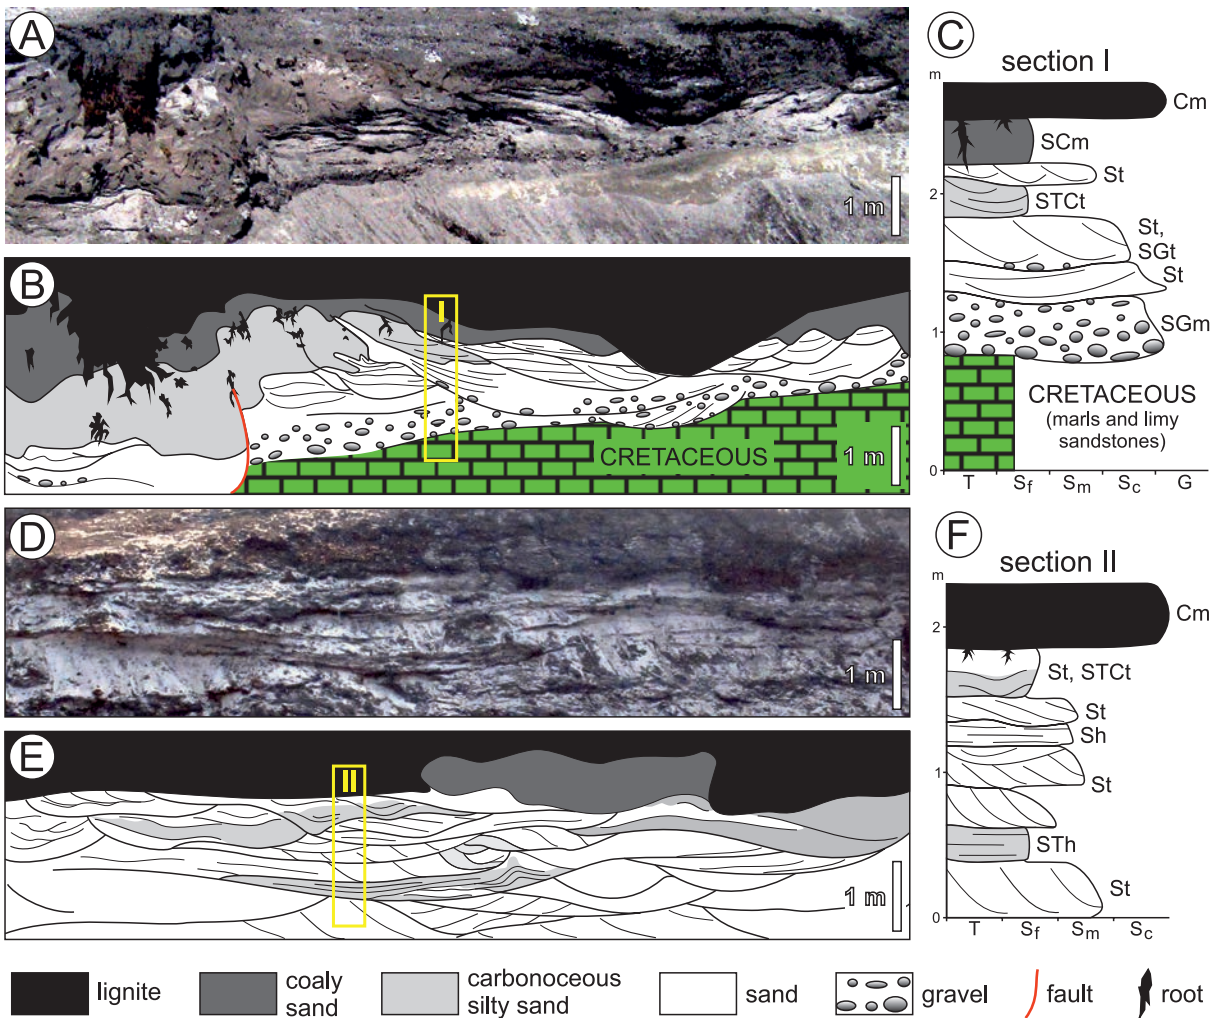 A
1 m
B
I
CRETACEOUS
1 m
C
section I
m
Cm
SCm
2
St
STCt
St,
SGt
St
SGm
1
CRETACEOUS
(marls and limy
sandstones)
0
T Sf Sm Sc G
D
1 m
E
II
1 m
F
section II
m
Cm
2
St, STCt
St
Sh
1
St
STh
St
0
T Sf Sm Sc
lignite
coaly
sand
carbonoceous
silty sand
sand
gravel
fault
root